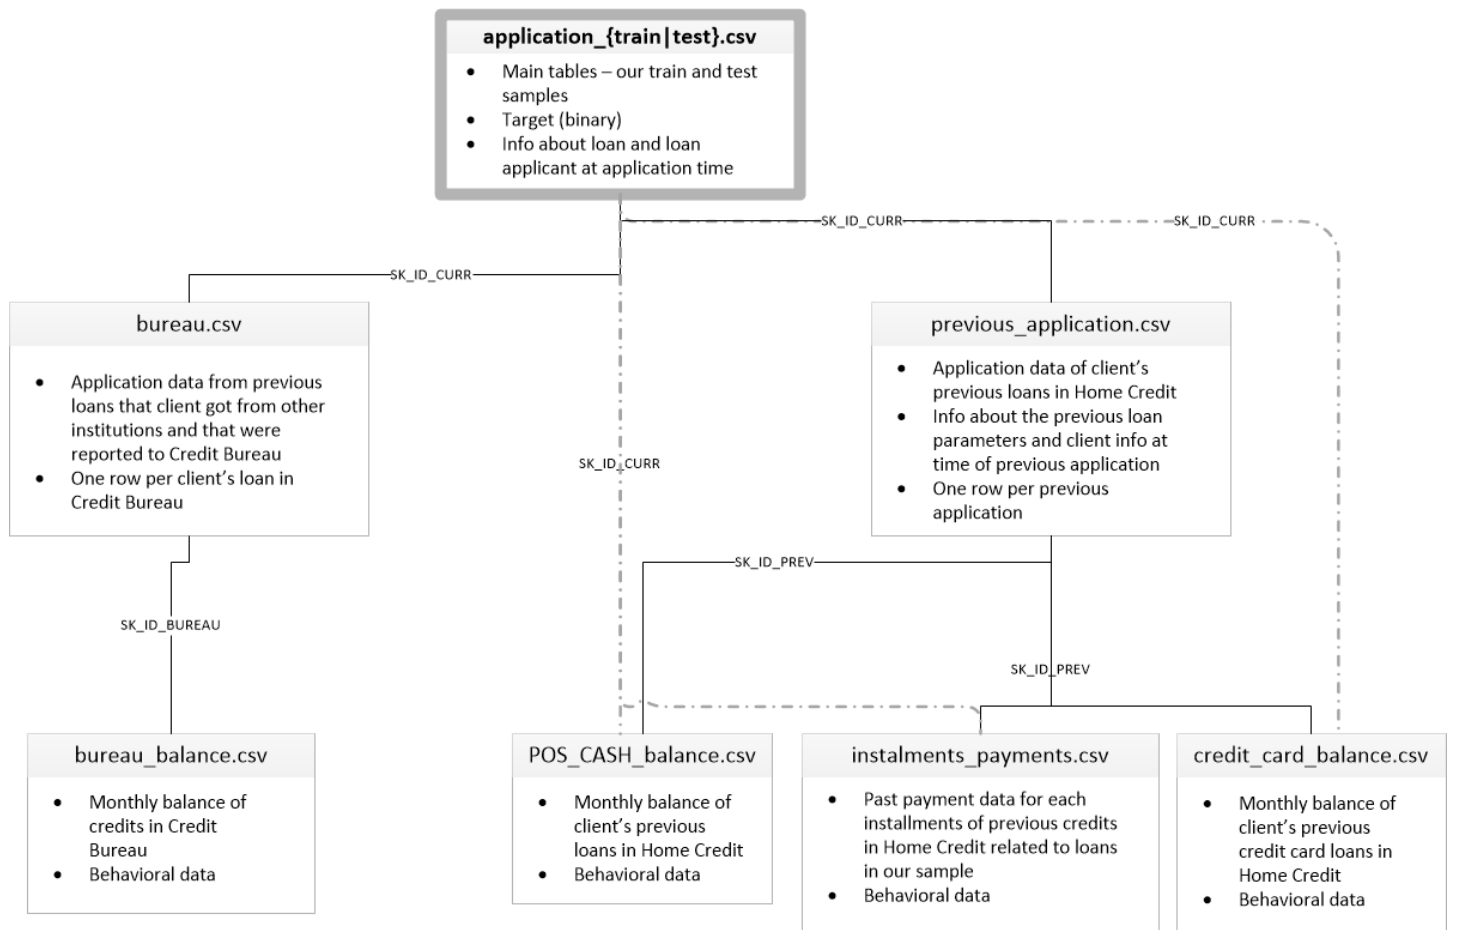 application_{train|test}.csv
• Main tables – our train and test
samples
• Target (binary)
• Info about loan and loan
applicant at application time
SK_ID_CURR
SK_ID_CURR
SK_ID_CURR
bureau.csv
• Application data from previous
loans that client got from other
institutions and that were
reported to Credit Bureau
• One row per client’s loan in
Credit Bureau
previous_application.csv
• Application data of client’s
previous loans in Home Credit
• Info about the previous loan
parameters and client info at
time of previous application
• One row per previous
application
SK_ID_CURR
SK_ID_PREV
SK_ID_BUREAU
SK_ID_PREV
bureau_balance.csv
• Monthly balance of
credits in Credit
Bureau
• Behavioral data
POS_CASH_balance.csv
• Monthly balance of
client’s previous
loans in Home Credit
• Behavioral data
instalments_payments.csv
• Past payment data for each
installments of previous credits
in Home Credit related to loans
in our sample
• Behavioral data
credit_card_balance.csv
• Monthly balance of
client’s previous
credit card loans in
Home Credit
• Behavioral data